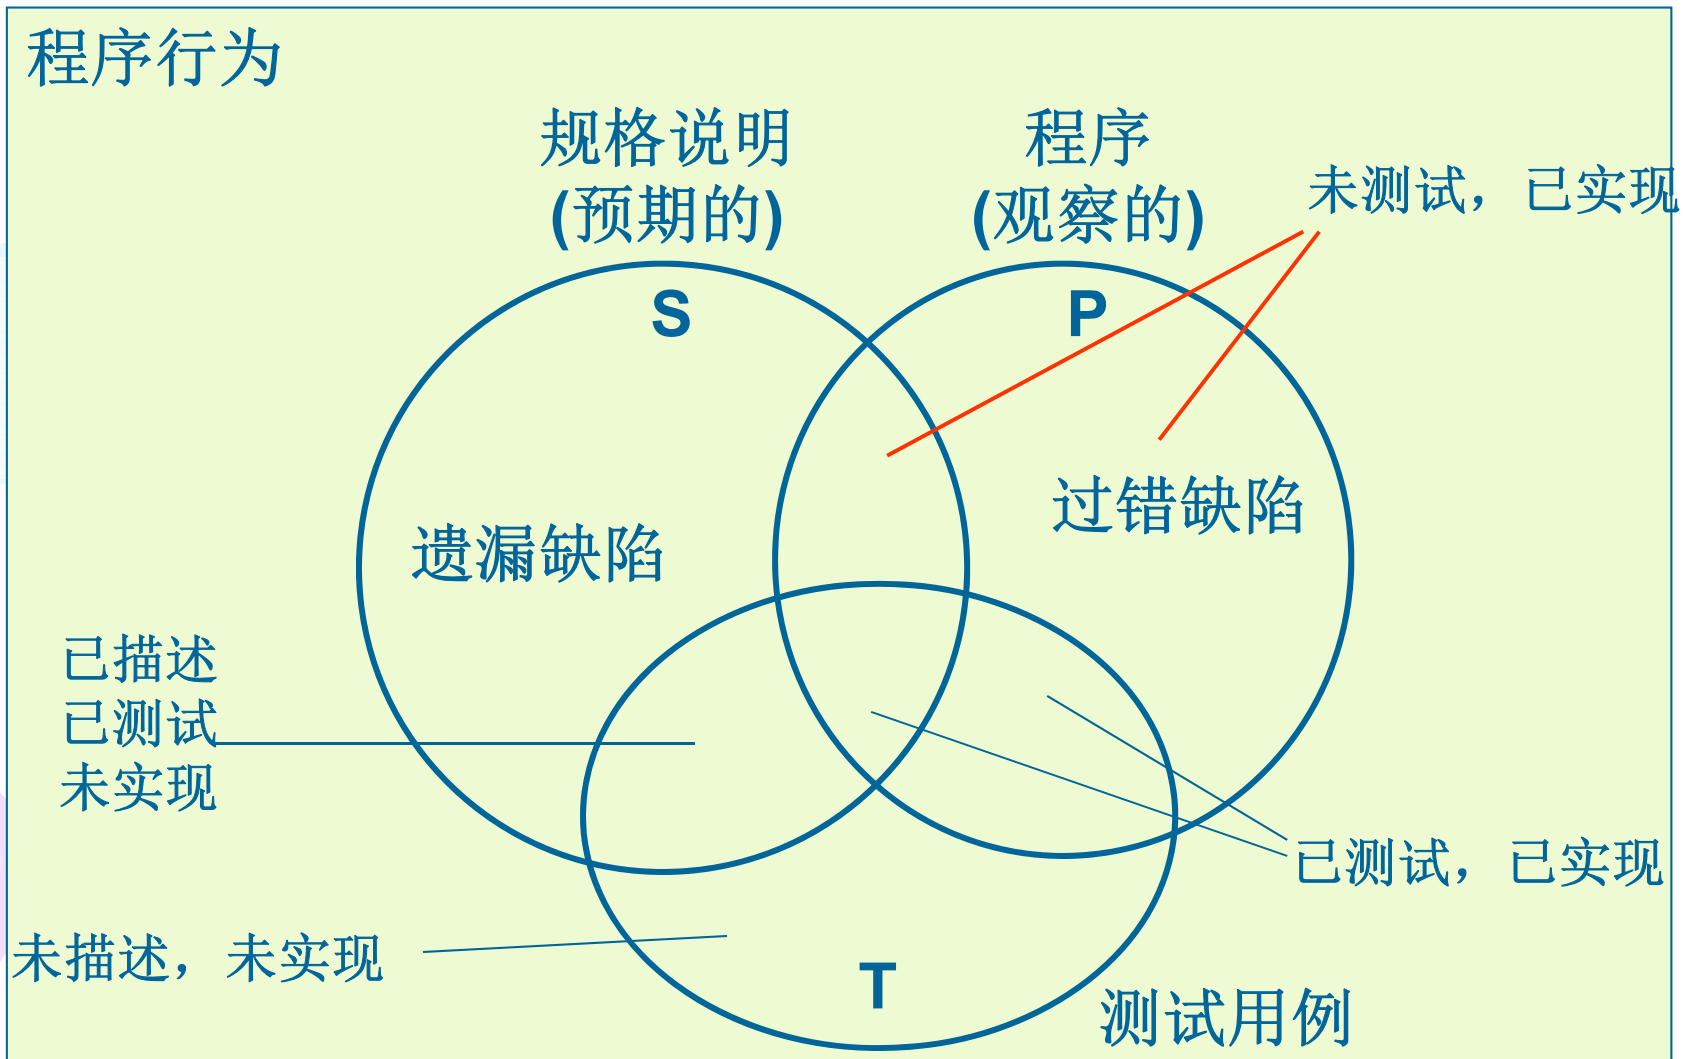 程序行为
规格说明
(预期的)
程序
(观察的)
未测试，已实现
S
P
过错缺陷
遗漏缺陷
已描述
已测试
未实现
已测试，已实现
未描述，未实现
T
测试用例